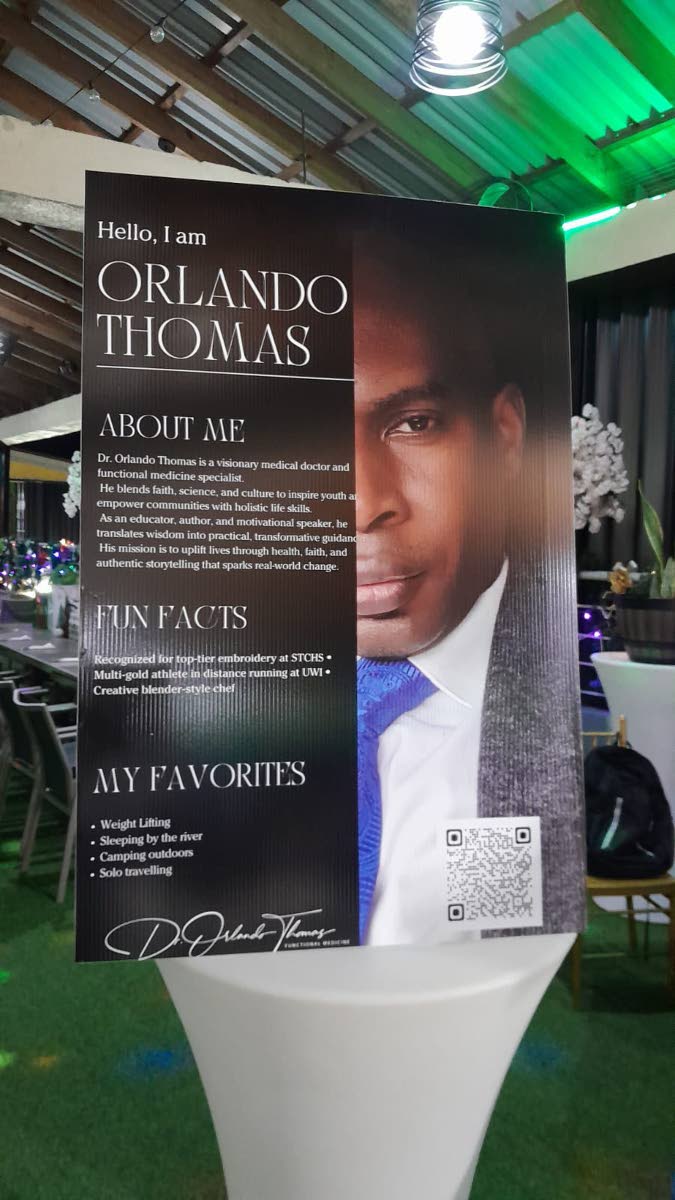 Hello, I am
ORLANDO
THOMAS
ABOUT ME
Dr. Orlando Thomas is a visionary medical doctor and
functional medicine specialist.
He blends faith, science, and culture to inspire youth a
empower communities with holistic life skills.
As an educator, author, and motivational speaker, he
translates wisdom into practical, transformative guidanc
His mission is to uplift lives through health, faith, and
authentic storytelling that sparks real-world change.
FUN FACTS
Recognized for top-tier embroidery at STCHS •
Multi-gold athlete in distance running at UWI •
Creative blender-style chef
MY FAVORITES
• Weight Lifting
• Sleeping by the river
• Camping outdoors
• Solo travelling
Dr. Orlando Thomas
FUNCTIONAL MEDICINE